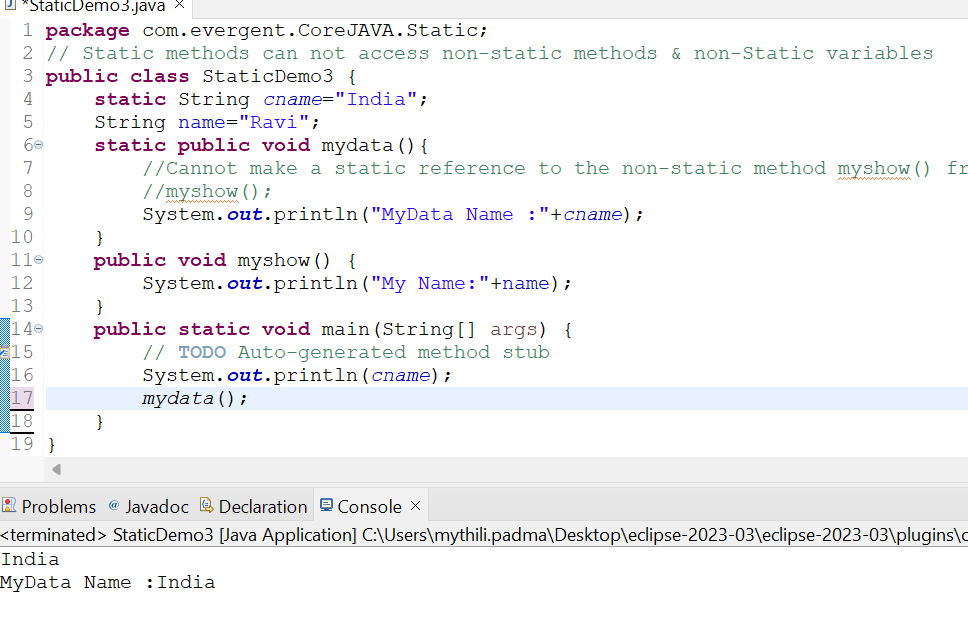 *StaticDemo3.java ×
1 package com.evergent.CoreJAVA.Static;
2 // Static methods can not access non-static methods & non-Static variables
3 public class StaticDemo3 {
4 static String cname="India";
5 String name="Ravi";
6 static public void mydata(){
7 //Cannot make a static reference to the non-static method myshow() fr
8 //myshow();
9 System.out.println("MyData Name :"+cname);
10 }
11 public void myshow() {
12 System.out.println("My Name:"+name);
13 }
14 public static void main(String[] args) {
15 // TODO Auto-generated method stub
16 System.out.println(cname);
17 mydata();
18 }
19 }
Problems @ Javadoc Declaration Console ×
<terminated> StaticDemo3 [Java Application] C:\Users\mythili.padma\Desktop\eclipse-2023-03\eclipse-2023-03\plugins\
India
MyData Name :India